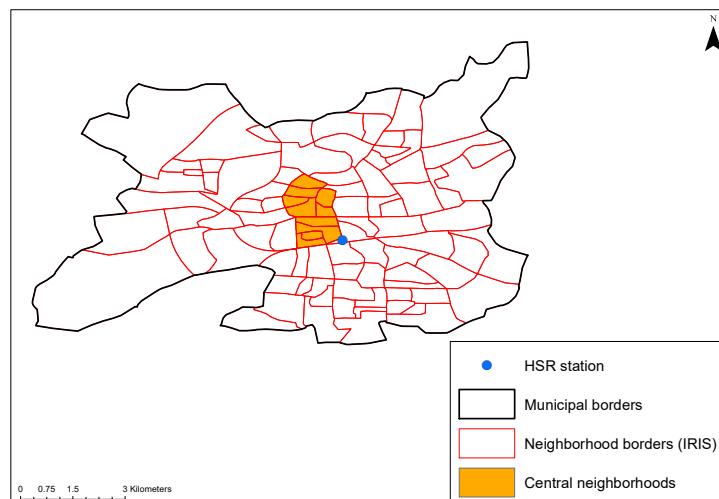 N
HSR station
Municipal borders
Neighborhood borders (IRIS)
Central neighborhoods
0 0.75 1.5 3 Kilometers